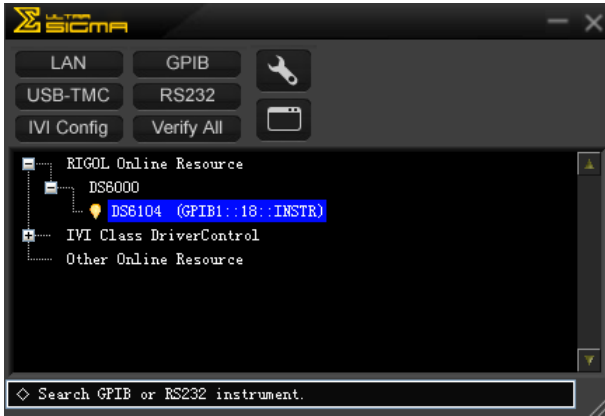 ULTRA
SIGMA
LAN GPIB
USB-TMC RS232
IVI Config Verify All
RIGOL Online Resource
DS6000
DS6104 (GPIB1::18::INSTR)
IVI Class DriverControl
Other Online Resource
◇ Search GPIB or RS232 instrument.